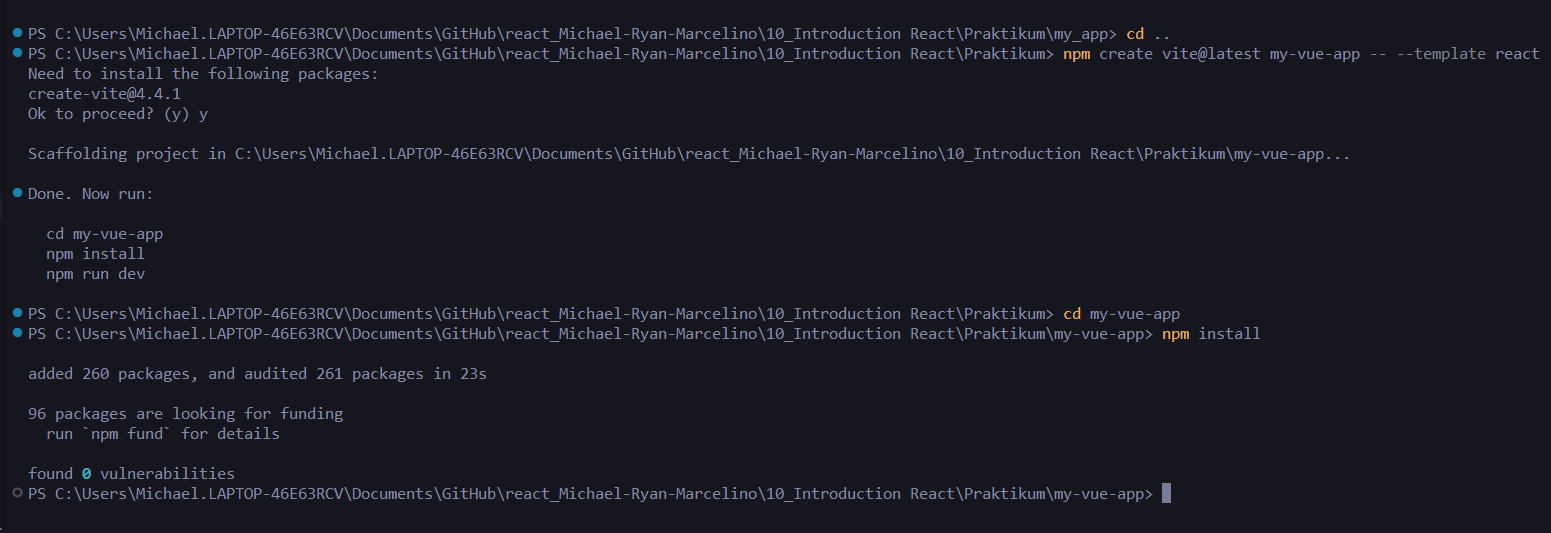 PS C:\Users\Michael.LAPTOP-46E63RCV\Documents\GitHub\react_Michael-Ryan-Marcelino\10_Introduction React\Praktikum\my_app> cd ..
PS C:\Users\Michael.LAPTOP-46E63RCV\Documents\GitHub\react_Michael-Ryan-Marcelino\10_Introduction React\Praktikum> npm create vite@latest my-vue-app -- --template react
Need to install the following packages:
create-vite@4.4.1
Ok to proceed? (y) y
Scaffolding project in C:\Users\Michael.LAPTOP-46E63RCV\Documents\GitHub\react_Michael-Ryan-Marcelino\10_Introduction React\Praktikum\my-vue-app...
Done. Now run:
cd my-vue-app
npm install
npm run dev
PS C:\Users\Michael.LAPTOP-46E63RCV\Documents\GitHub\react_Michael-Ryan-Marcelino\10_Introduction React\Praktikum> cd my-vue-app
PS C:\Users\Michael.LAPTOP-46E63RCV\Documents\GitHub\react_Michael-Ryan-Marcelino\10_Introduction React\Praktikum\my-vue-app> npm install
added 260 packages, and audited 261 packages in 23s
96 packages are looking for funding
run `npm fund` for details
found 0 vulnerabilities
PS C:\Users\Michael.LAPTOP-46E63RCV\Documents\GitHub\react_Michael-Ryan-Marcelino\10_Introduction React\Praktikum\my-vue-app>